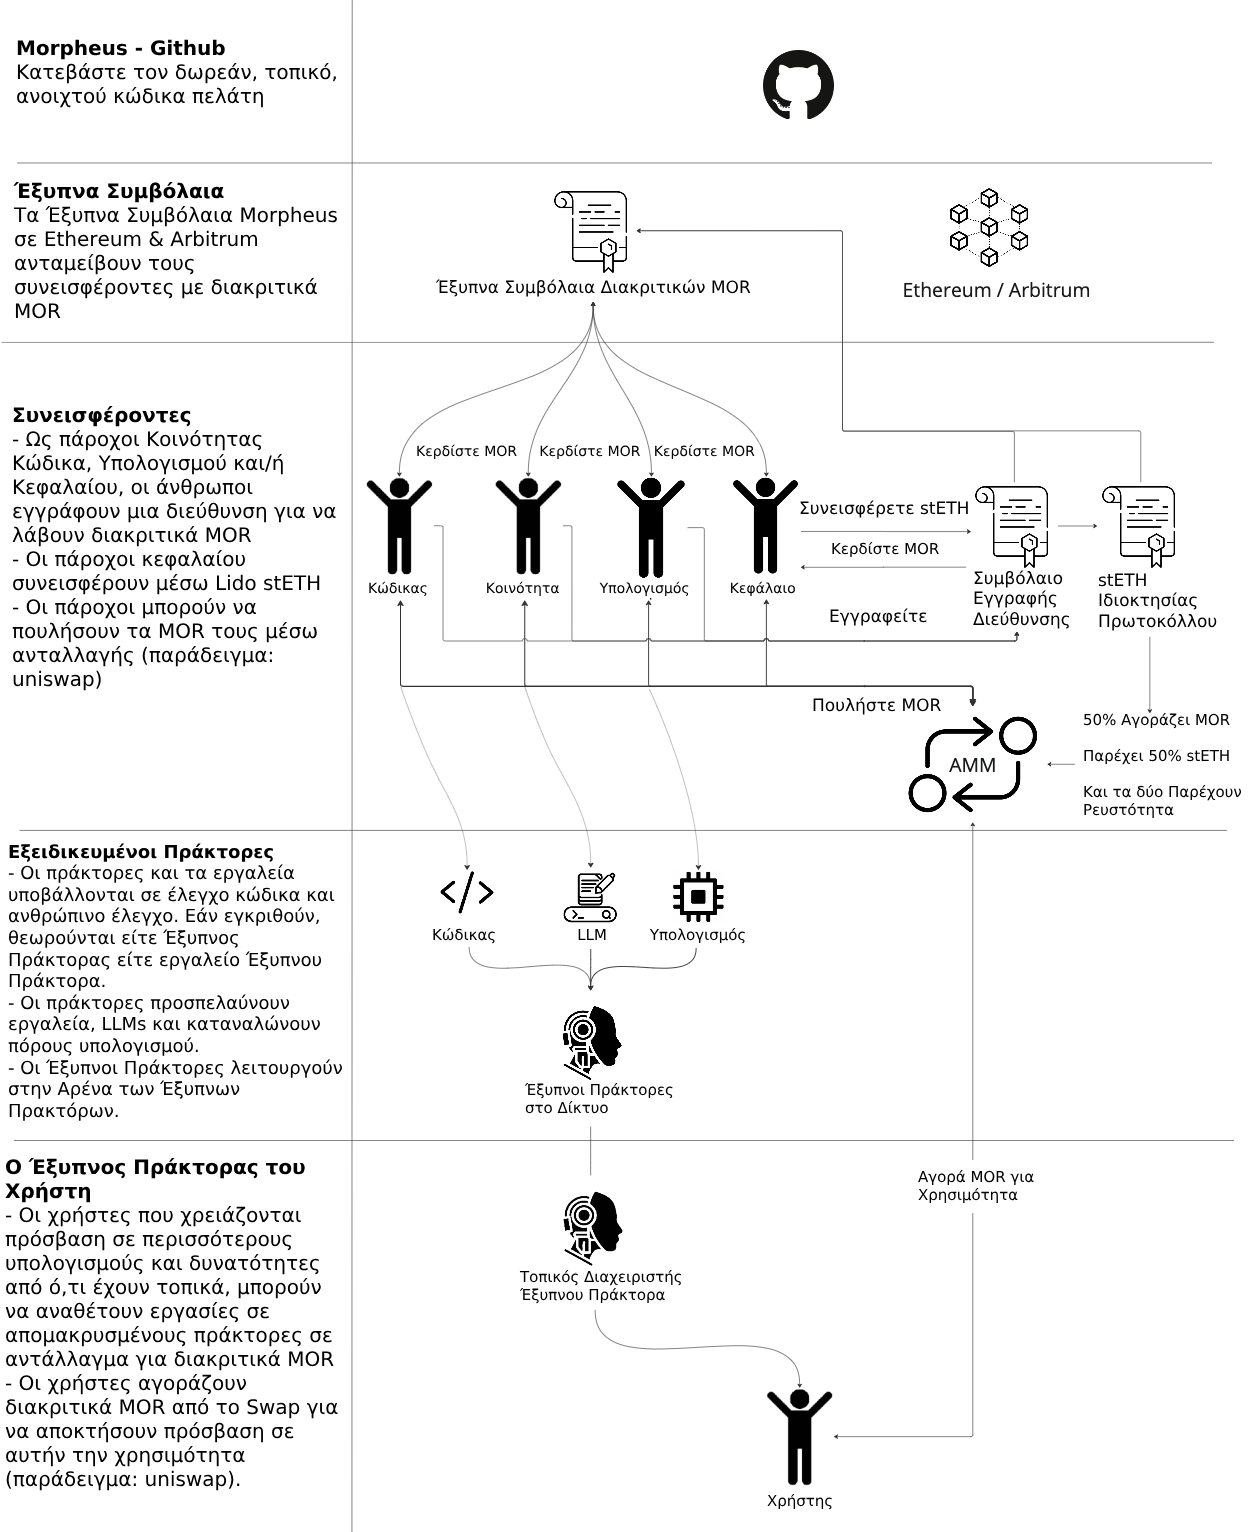 Morpheus - Github
Κατεβάστε τον δωρεάν, τοπικό,
ανοιχτού κώδικα πελάτη
Έξυπνα Συμβόλαια
Τα Έξυπνα Συμβόλαια Morpheus
σε Ethereum & Arbitrum
ανταμείβουν τους
συνεισφέροντες με διακριτικά
MOR
Έξυπνα Συμβόλαια Διακριτικών MOR
Ethereum / Arbitrum
Συνεισφέροντες
- Ως πάροχοι Κοινότητας
Κώδικα, Υπολογισμού και/ή
Κεφαλαίου, οι άνθρωποι
εγγράφουν μια διεύθυνση για να
λάβουν διακριτικά MOR
- Οι πάροχοι κεφαλαίου
συνεισφέρουν μέσω Lido stETH
- Οι πάροχοι μπορούν να
πουλήσουν τα MOR τους μέσω
ανταλλαγής (παράδειγμα:
uniswap)
Κερδίστε MOR
Κερδίστε MOR
Κερδίστε MOR
Κώδικας
Κοινότητα
Υπολογισμός
Κεφάλαιο
Συνεισφέρετε stETH
Κερδίστε MOR
Εγγραφείτε
Συμβόλαιο
Εγγραφής
Διεύθυνσης
stETH
Ιδιοκτησίας
Πρωτοκόλλου
Πουλήστε MOR
AMM
50% Αγοράζει MOR
Παρέχει 50% stETH
Και τα δύο Παρέχουν
Ρευστότητα
Εξειδικευμένοι Πράκτορες
- Οι πράκτορες και τα εργαλεία
υποβάλλονται σε έλεγχο κώδικα και
ανθρώπινο έλεγχο. Εάν εγκριθούν,
θεωρούνται είτε Έξυπνος
Πράκτορας είτε εργαλείο Έξυπνου
Πράκτορα.
- Οι πράκτορες προσπελαύνουν
εργαλεία, LLMs και καταναλώνουν
πόρους υπολογισμού.
- Οι Έξυπνοι Πράκτορες λειτουργούν
στην Αρένα των Έξυπνων
Πρακτόρων.
Κώδικας
LLM
Υπολογισμός
Έξυπνοι Πράκτορες
στο Δίκτυο
Ο Έξυπνος Πράκτορας του
Χρήστη
- Οι χρήστες που χρειάζονται
πρόσβαση σε περισσότερους
υπολογισμούς και δυνατότητες
από ό,τι έχουν τοπικά, μπορούν
να αναθέτουν εργασίες σε
απομακρυσμένους πράκτορες σε
αντάλλαγμα για διακριτικά MOR
- Οι χρήστες αγοράζουν
διακριτικά MOR από το Swap για
να αποκτήσουν πρόσβαση σε
αυτήν την χρησιμότητα
(παράδειγμα: uniswap).
Αγορά MOR για
Χρησιμότητα
Τοπικός Διαχειριστής
Έξυπνου Πράκτορα
Χρήστης